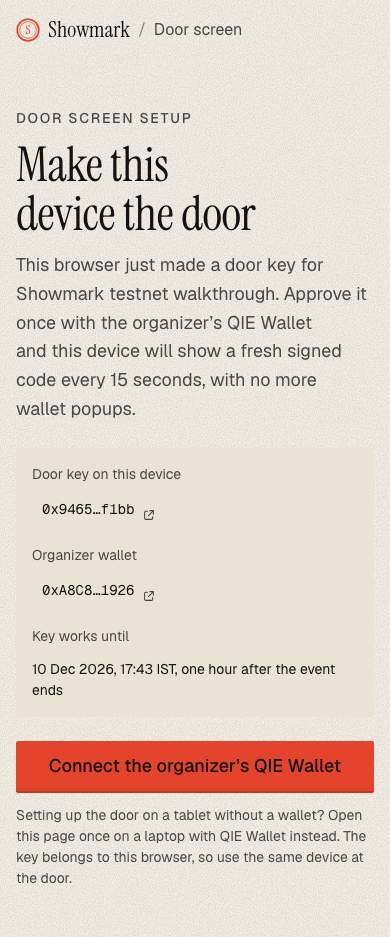 S Showmark / Door screen
DOOR SCREEN SETUP
Make this
device the door
This browser just made a door key for
Showmark testnet walkthrough. Approve it
once with the organizer’s QIE Wallet
and this device will show a fresh signed
code every 15 seconds, with no more
wallet popups.
Door key on this device
0x9465…f1bb
Organizer wallet
0xA8C8…1926
Key works until
10 Dec 2026, 17:43 IST, one hour after the event
ends
Connect the organizer’s QIE Wallet
Setting up the door on a tablet without a wallet? Open
this page once on a laptop with QIE Wallet instead. The
key belongs to this browser, so use the same device at
the door.